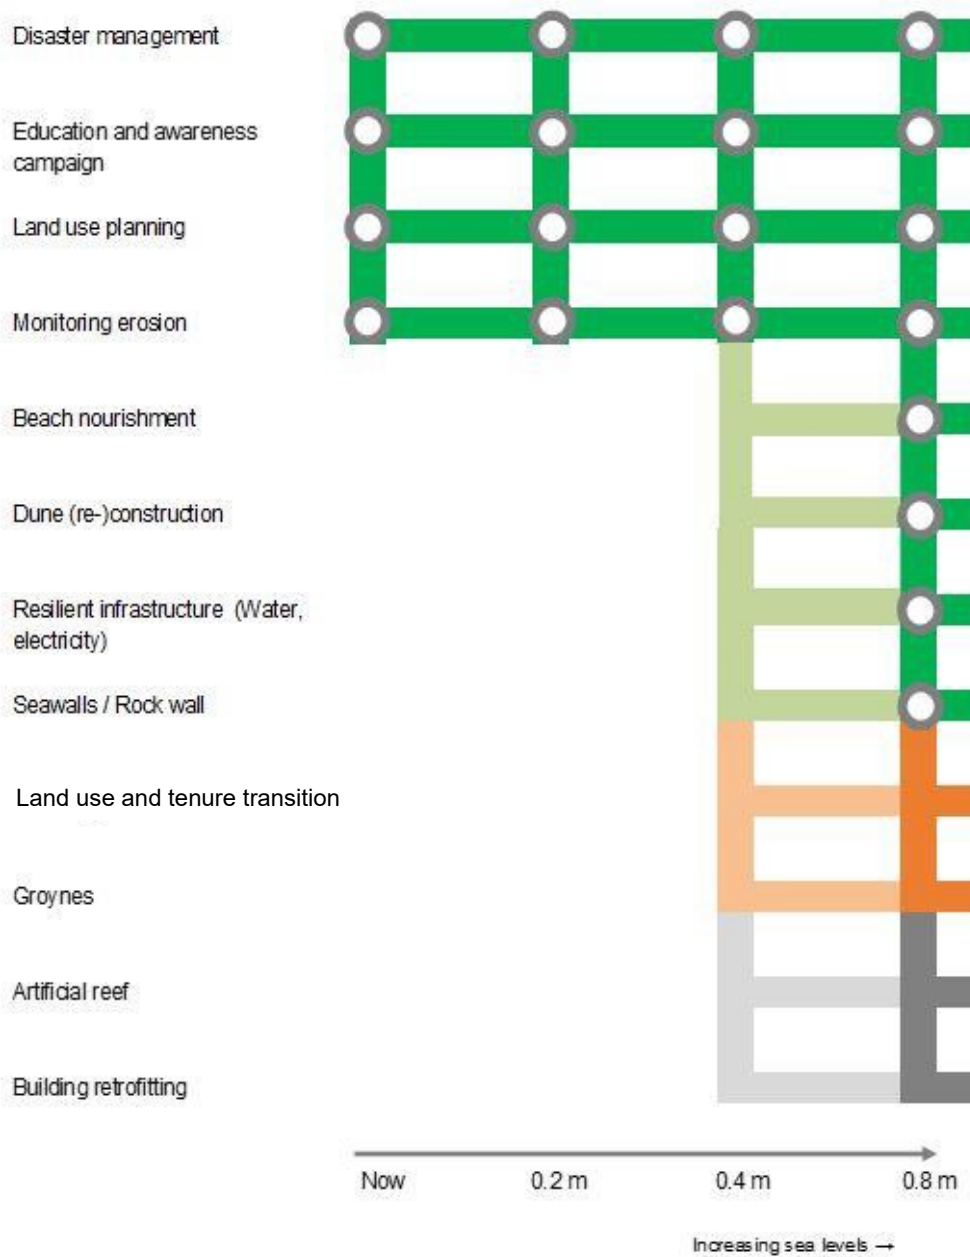 Disaster management
Education and awareness
campaign
Land use planning
Monitoring erosion
Beach nourishment
Dune (re-)construction
Resilient infrastructure (Water,
electricity)
Seawalls / Rock wall
Land use and tenure transition
Groynes
Artificial reef
Building retrofitting
Now 0.2 m 0.4 m 0.8 m
Increasing sea levels →